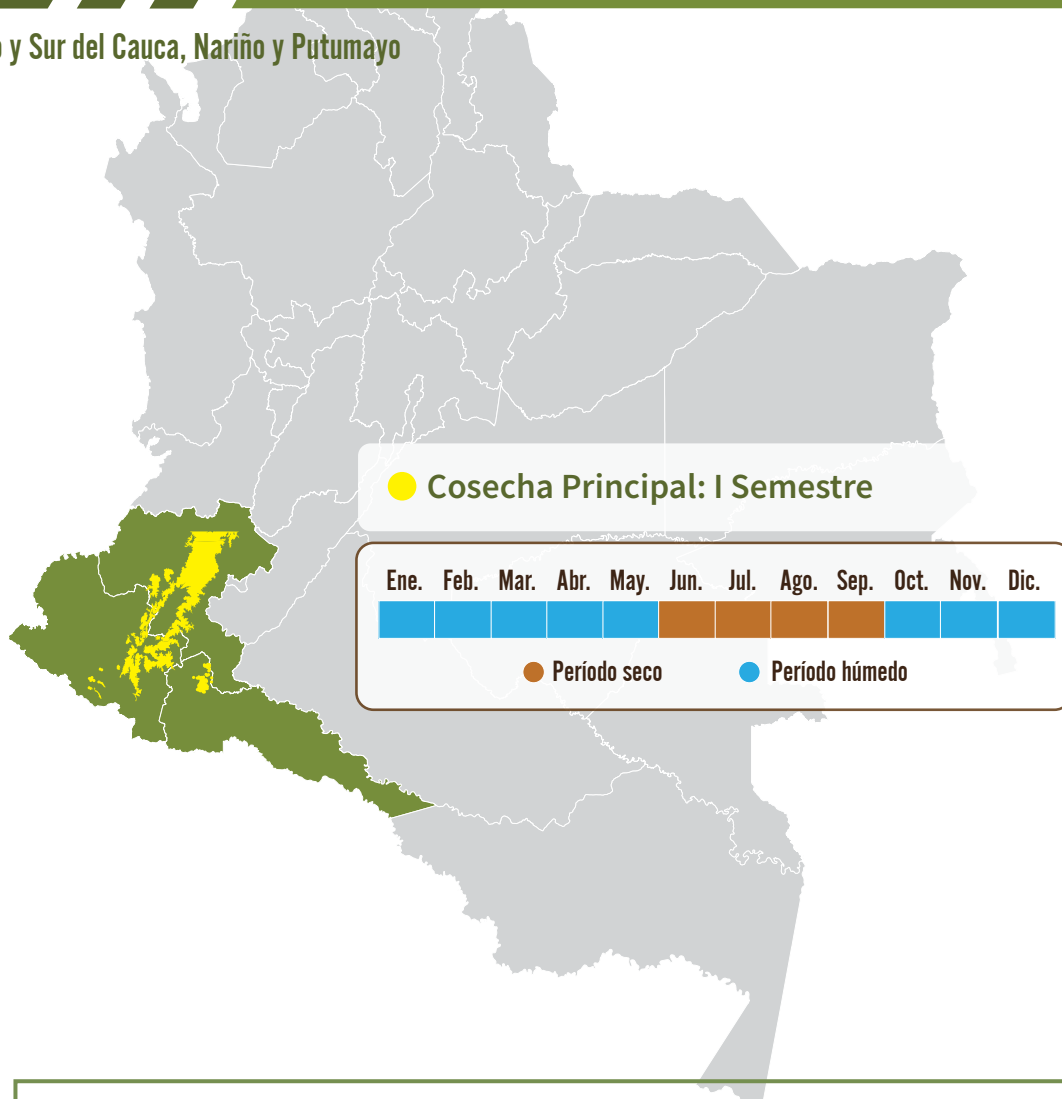 y Sur del Cauca, Nariño y Putumayo
Cosecha Principal: I Semestre
Ene. Feb. Mar. Abr. May. Jun. Jul. Ago. Sep. Oct. Nov. Dic.
Período seco Período húmedo